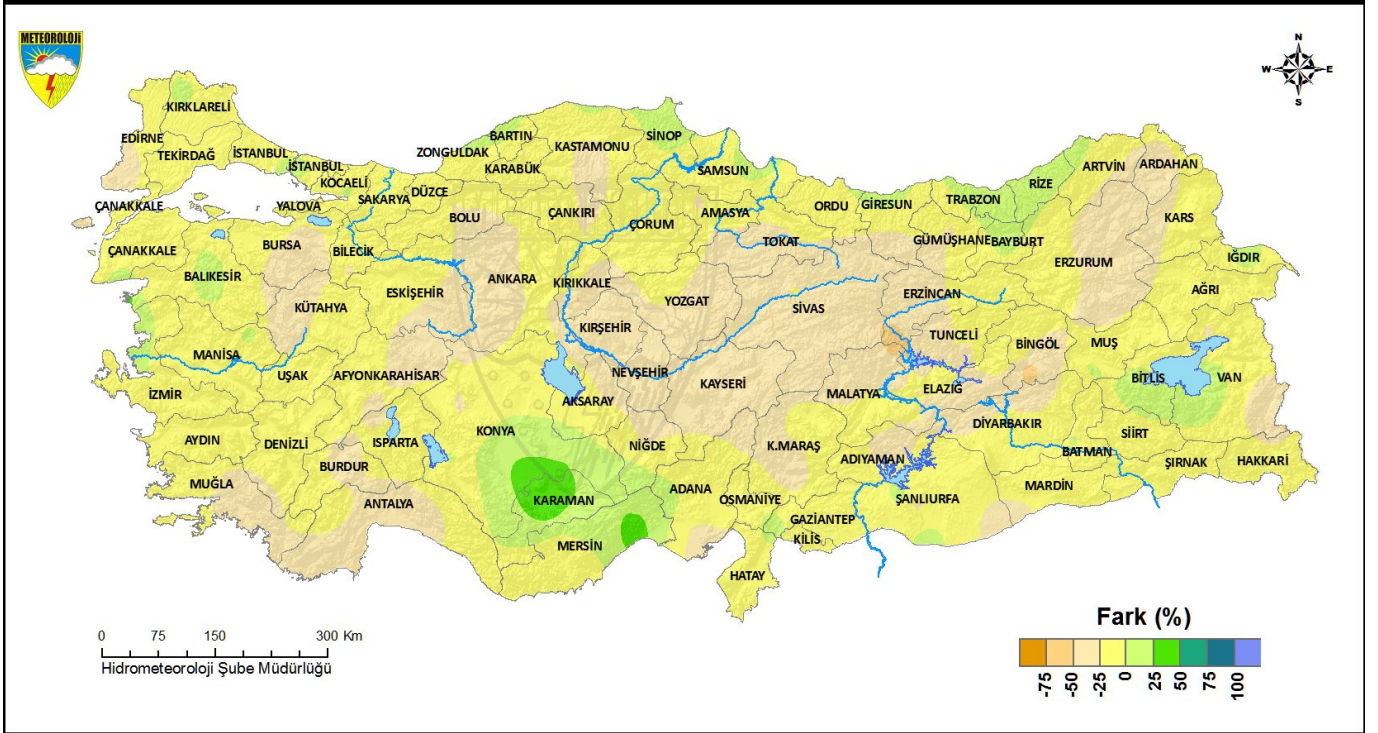 METEOROLOJİ
N
W E
S
KIRKLARELİ
EDİRNE
TEKİRDAĞ
İSTANBUL
İSTANBUL
KOCAELİ
ÇANAKKALE
YALOVA
SAKARYA
DÜZCE
ZONGULDAK
BARTIN
KARABÜK
KASTAMONU
SİNOP
SAMSUN
BOLU
ÇANKIRI
ÇORUM
AMASYA
ORDU
GİRESUN
TRABZON
RİZE
ARTVİN
ARDAHAN
KARS
ÇANAKKALE
BURSA
BİLECİK
TOKAT
GÜMÜŞHANE
BAYBURT
ERZURUM
IĞDIR
BALIKESİR
ESKİŞEHİR
ANKARA
KIRIKKALE
YOZGAT
SİVAS
ERZİNCAN
AĞRI
KÜTAHYA
KIRŞEHİR
TUNCELİ
BİNGÖL
MUŞ
MANİSA
UŞAK
AFYONKARAHİSAR
NEVŞEHİR
KAYSERİ
MALATYA
ELAZIĞ
BİTLİS
VAN
İZMİR
AKSARAY
DİYARBAKIR
AYDIN
DENİZLİ
ISPARTA
KONYA
NİĞDE
K.MARAŞ
ADIYAMAN
BATMAN
SİİRT
ŞIRNAK
HAKKARİ
MUĞLA
BURDUR
ANTALYA
KARAMAN
ADANA
OSMANİYE
GAZİANTEP
ŞANLIURFA
MARDİN
MERSİN
KİLİS
HATAY
0 75 150 300 Km
Hidrometeoroloji Şube Müdürlüğü
Fark (%)
-75 -50 -25 0 25 50 75 100